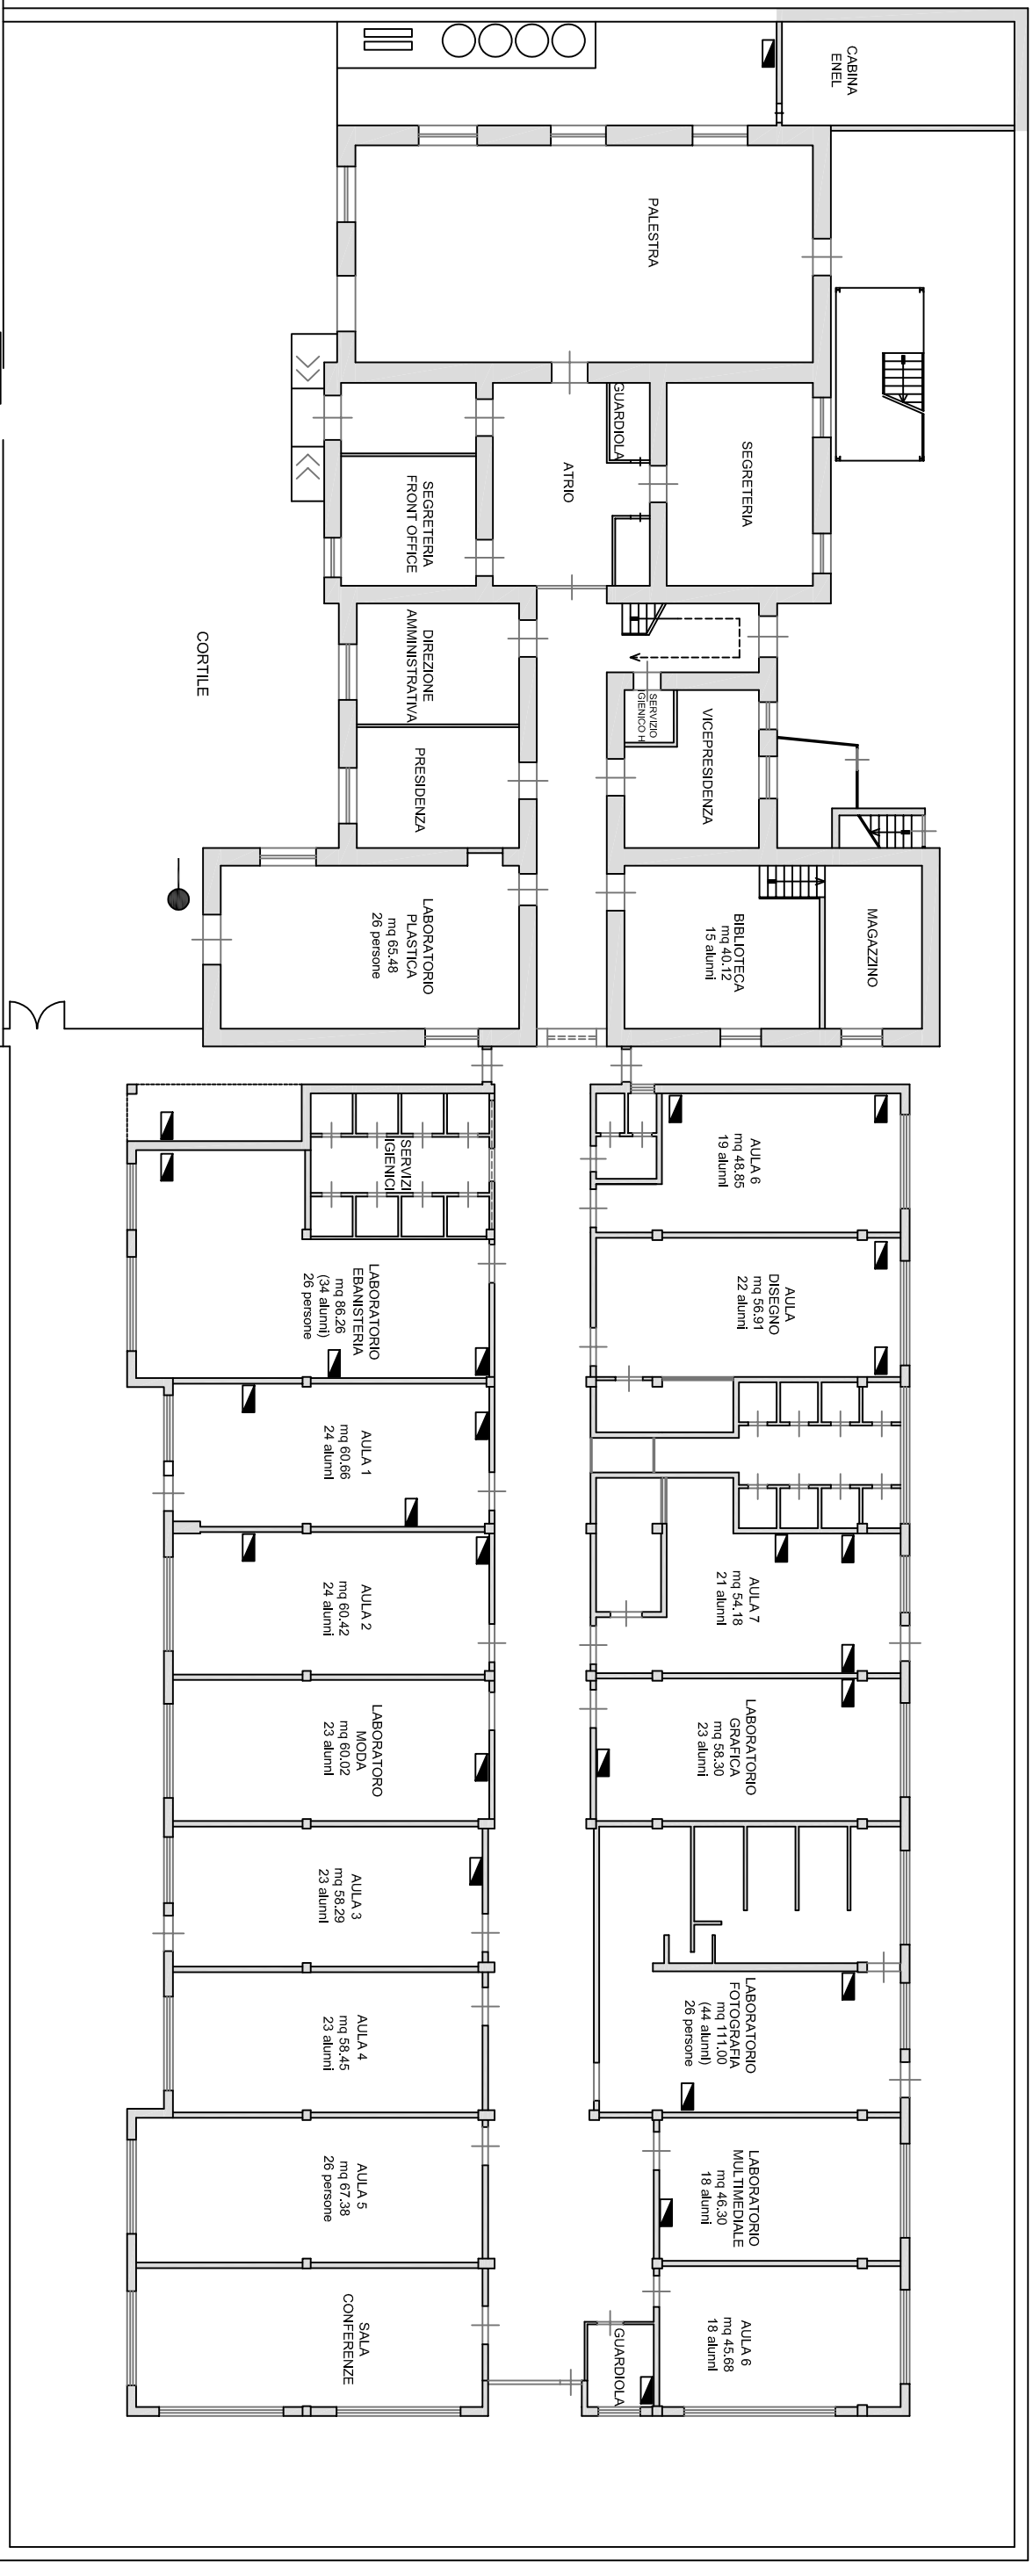 CABINA
ENEL
PALESTRA
GUARDIOLA
ATRIO
SEGRETERIA
SEGRETERIA
FRONT OFFICE
DIREZIONE
AMMINISTRATIVA
CORTILE
SERVIZIO
IGIENICO H
VICEPRESIDENZA
PRESIDENZA
LABORATORIO
PLASTICA
mq 65.48
26 persone
BIBLIOTECA
mq 40.12
15 alunni
MAGAZZINO
SERVIZI
IGIENICI
AULA 6
mq 48.85
19 alunni
LABORATORIO
EBANISTERIA
mq 86.26
(34 alunni)
26 persone
AULA
DISEGNO
mq 56.91
22 alunni
AULA 1
mq 60.66
24 alunni
AULA 2
mq 60.42
24 alunni
AULA 7
mq 54.18
21 alunni
LABORATORO
MODA
mq 60.02
23 alunni
LABORATORIO
GRAFICA
mq 58.30
23 alunni
AULA 3
mq 58.29
23 alunni
AULA 4
mq 58.45
23 alunni
LABORATORIO
FOTOGRAFIA
mq 111.00
(44 alunni)
26 persone
AULA 5
mq 67.38
26 persone
LABORATORIO
MULTIMEDIALE
mq 46.30
18 alunni
SALA
CONFERENZE
GUARDIOLA
AULA 6
mq 45.68
18 alunni